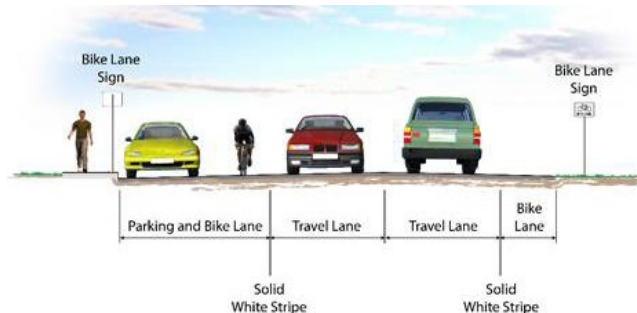 Bike Lane
Sign
Bike Lane
Sign
Parking and Bike Lane
Travel Lane
Travel Lane
Bike
Lane
Solid
White Stripe
Solid
White Stripe